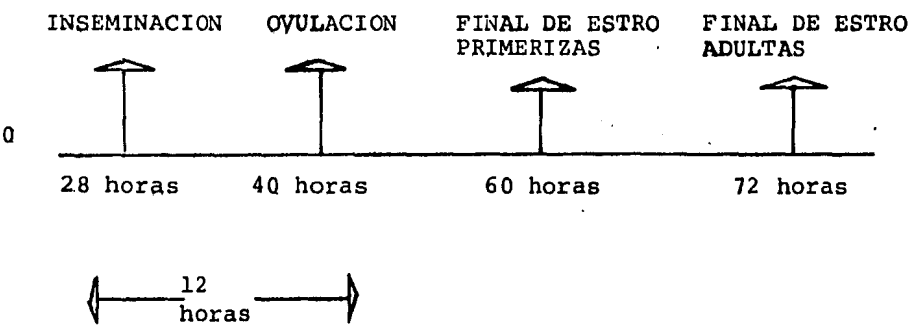 INSEMINACION OVULACION FINAL DE ESTRO FINAL DE ESTRO
PRIMERIZAS ADULTAS
0
28 horas 40 horas 60 horas 72 horas
12
horas